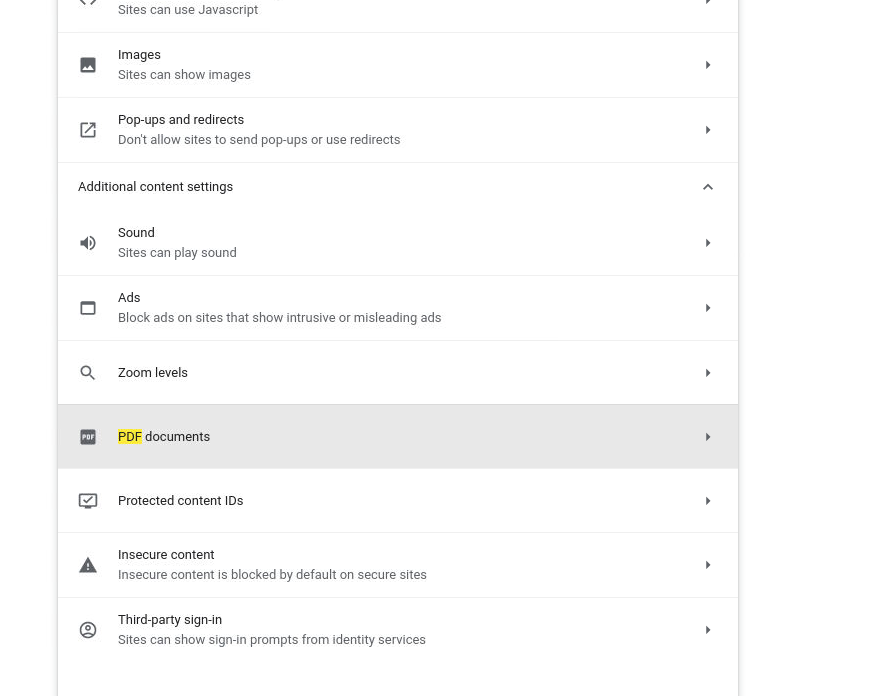 Sites can use Javascript
Images
Sites can show images
Pop-ups and redirects
Don't allow sites to send pop-ups or use redirects
Additional content settings
Sound
Sites can play sound
Ads
Block ads on sites that show intrusive or misleading ads
Zoom levels
PDF
PDF documents
Protected content IDs
Insecure content
Insecure content is blocked by default on secure sites
Third-party sign-in
Sites can show sign-in prompts from identity services